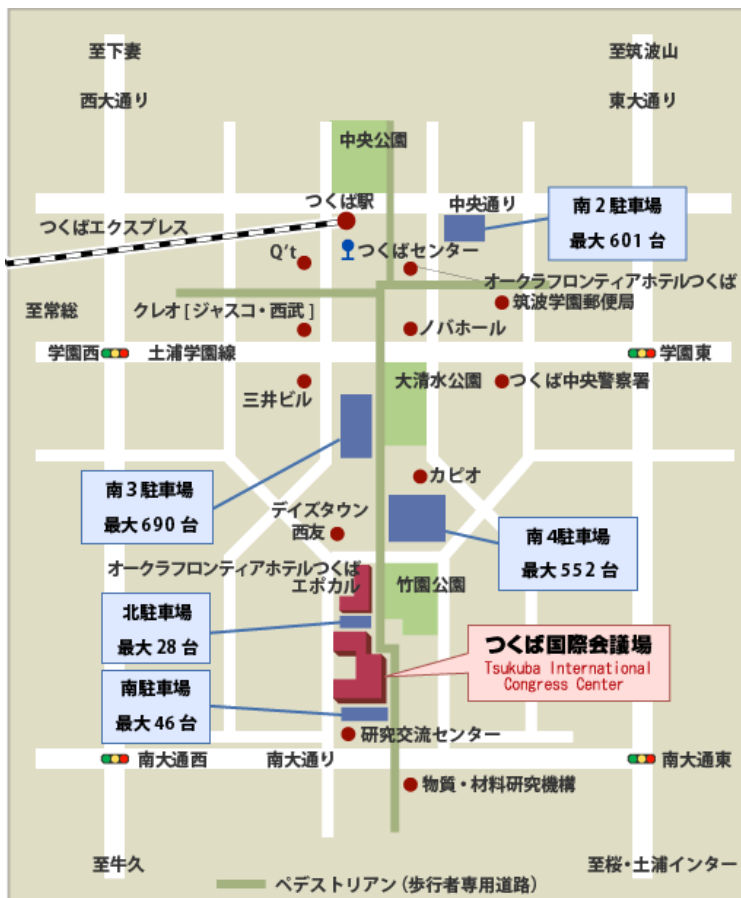 至下妻
至筑波山
西大通り
東大通り
中央公園
つくば駅
中央通り
南2駐車場
最大601台
つくばエクスプレス
Q't
つくばセンター
オークラフロンティアホテルつくば
筑波学園郵便局
至常総
クレオ[ジャスコ・西武]
ノバホール
学園西
土浦学園線
学園東
大清水公園
つくば中央警察署
三井ビル
カピオ
南3駐車場
最大690台
デイズタウン
西友
南4駐車場
最大552台
オークラフロンティアホテルつくば
エポカル
竹園公園
北駐車場
最大28台
つくば国際会議場
Tsukuba International
Congress Center
南駐車場
最大46台
研究交流センター
南大通西
南大通り
南大通東
物質・材料研究機構
至牛久
至桜・土浦インター
ペデストリアン(歩行者専用道路)